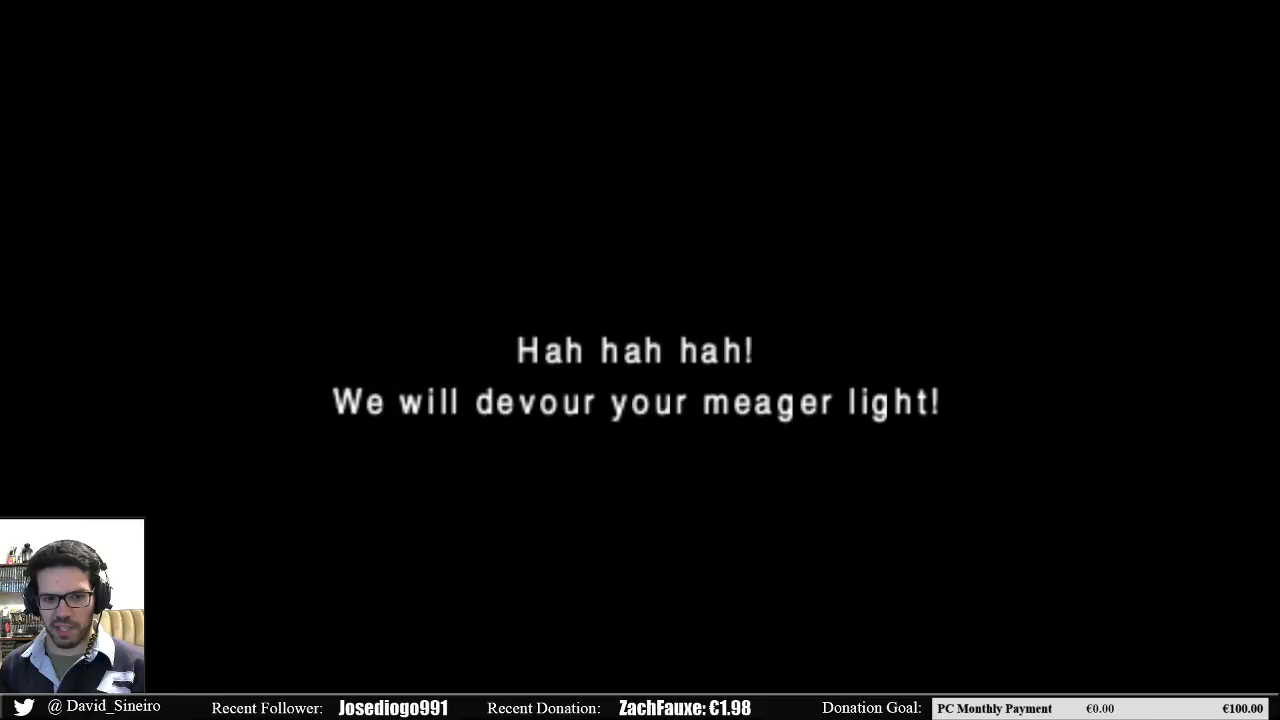 Hah hah hah!
We will devour your meager light!
@ David_Sineiro Recent Follower: Josediogo991 Recent Donation: ZachFauxe: €1.98 Donation Goal: PC Monthly Payment €0.00 €100.00